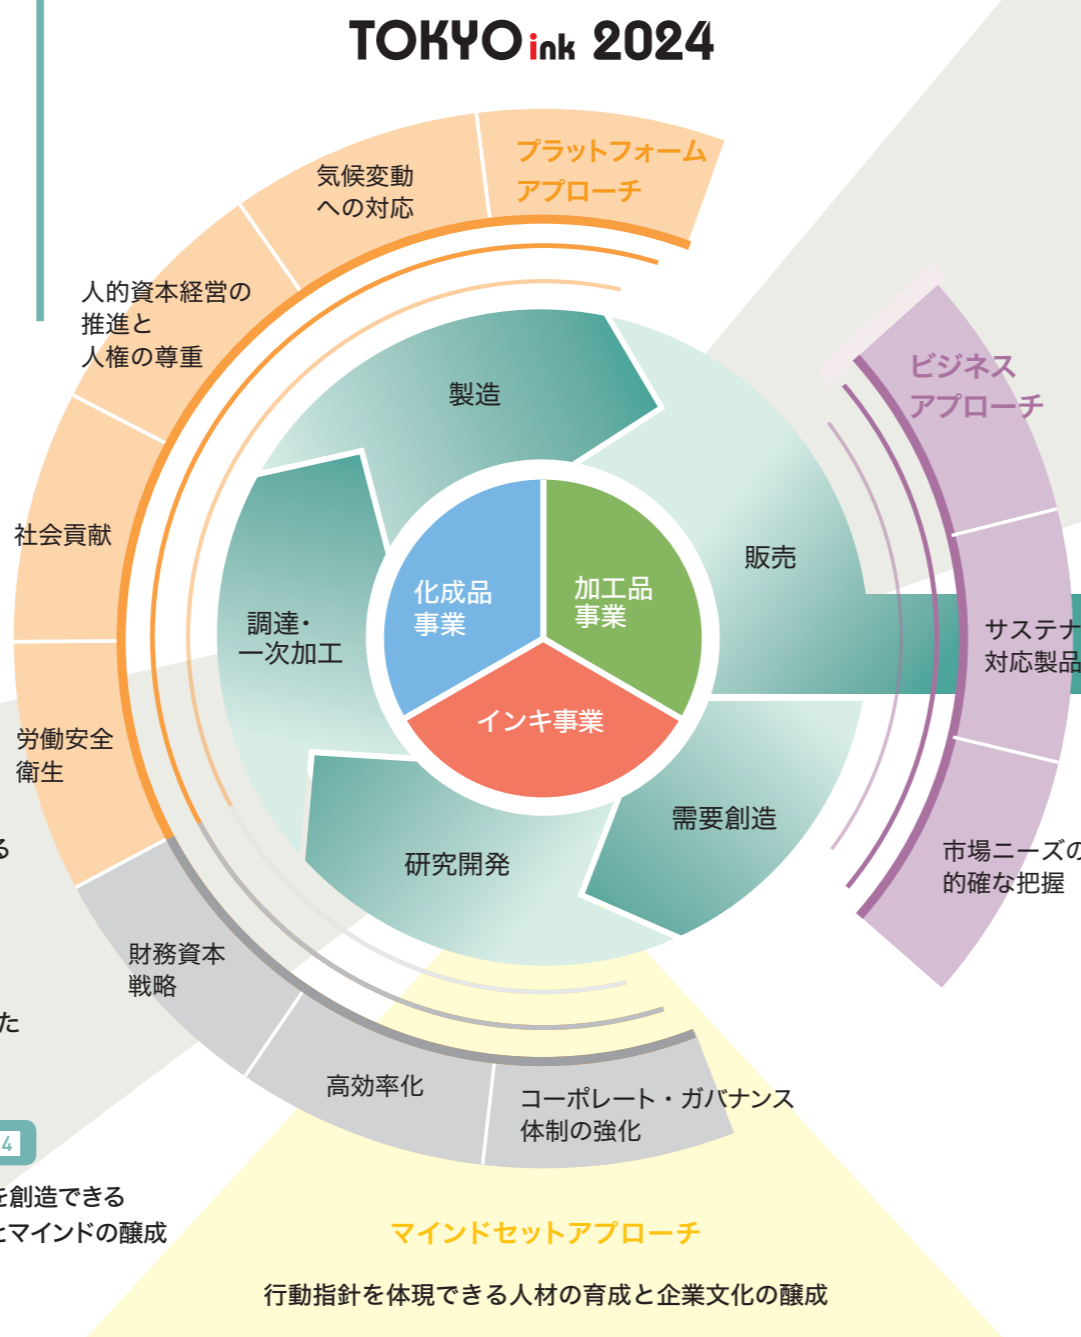 TOKYO ink 2024
プラットフォーム
アプローチ
気候変動
への対応
人的資本経営の
推進と
人権の尊重
社会貢献
労働安全
衛生
財務資本
戦略
高効率化
コーポレート・ガバナンス
体制の強化
ビジネス
アプローチ
サステナ
対応製品
市場ニーズの
的確な把握
製造
販売
需要創造
研究開発
調達・
一次加工
化成品
事業
加工品
事業
インキ事業
る
た
4
を創造できる
とマインドの醸成
マインドセットアプローチ
行動指針を体現できる人材の育成と企業文化の醸成